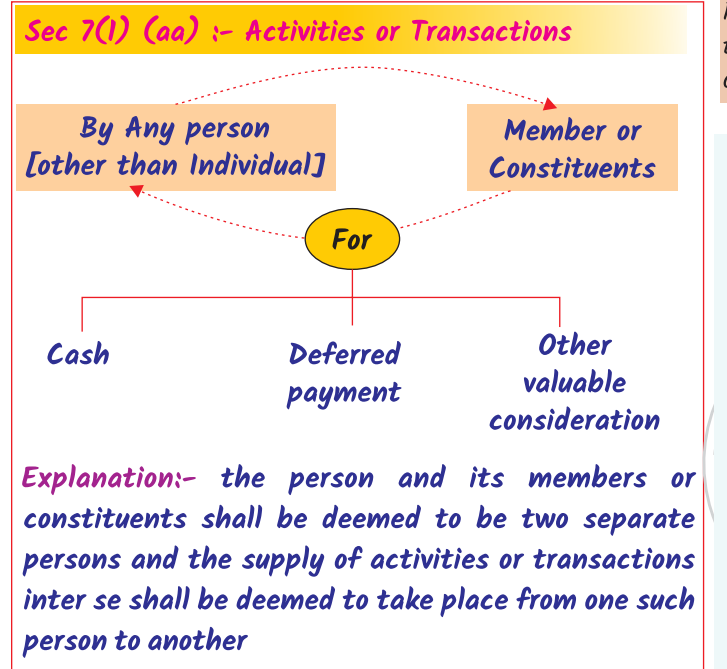 Sec 7(1) (aa) :- Activities or Transactions
By Any person
[other than Individual]
Member or
Constituents
For
Cash
Deferred
payment
Other
valuable
consideration
Explanation:- the person and its members or
constituents shall be deemed to be two separate
persons and the supply of activities or transactions
inter se shall be deemed to take place from one such
person to another